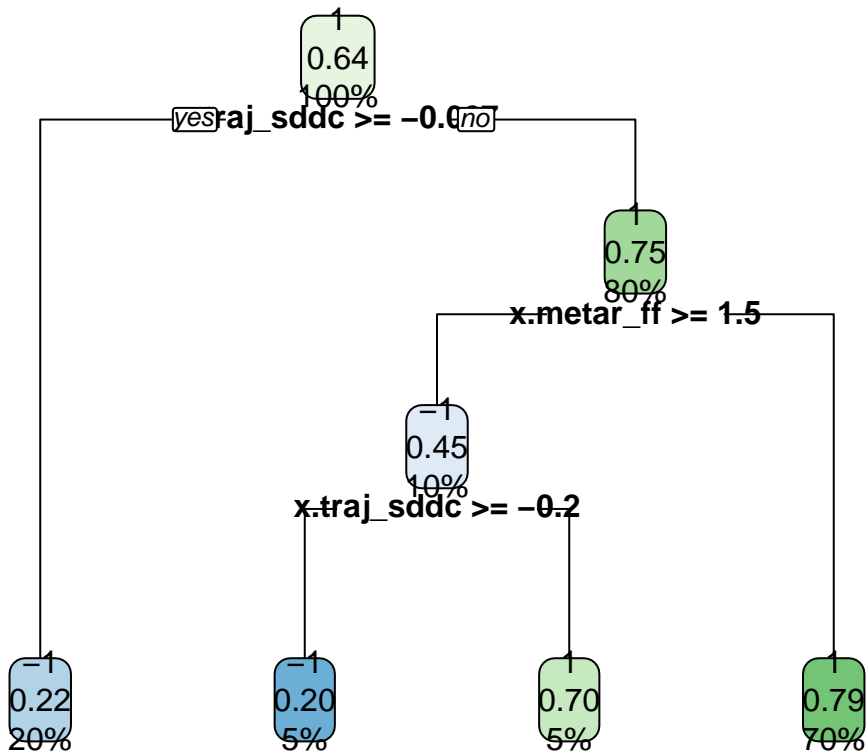 1
0.64
100%
yes raj_sddc >= −0.0 no
1
0.75
80%
x.metar_ff >= 1.5
−1
0.45
10%
x.traj_sddc >= −0.2
−1 −1 1 1
0.22 0.20 0.70 0.79
20% 5% 5% 70%